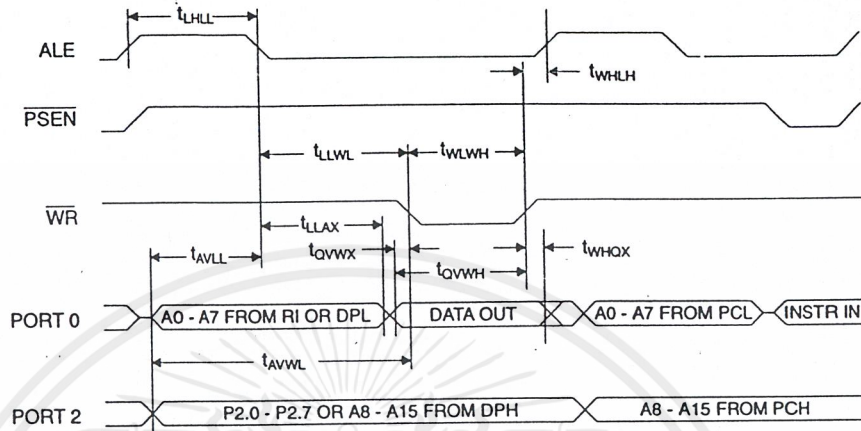 tLHLL
ALE
tWHLH
PSEN
tLLWL
tWLWH
WR
tLLAX
tQVWX
tWHQX
tAVLL
tQVWH
PORT 0
A0 - A7 FROM RI OR DPL
DATA OUT
A0 - A7 FROM PCL
INSTR IN
tAVWL
PORT 2
P2.0 - P2.7 OR A8 - A15 FROM DPH
A8 - A15 FROM PCH